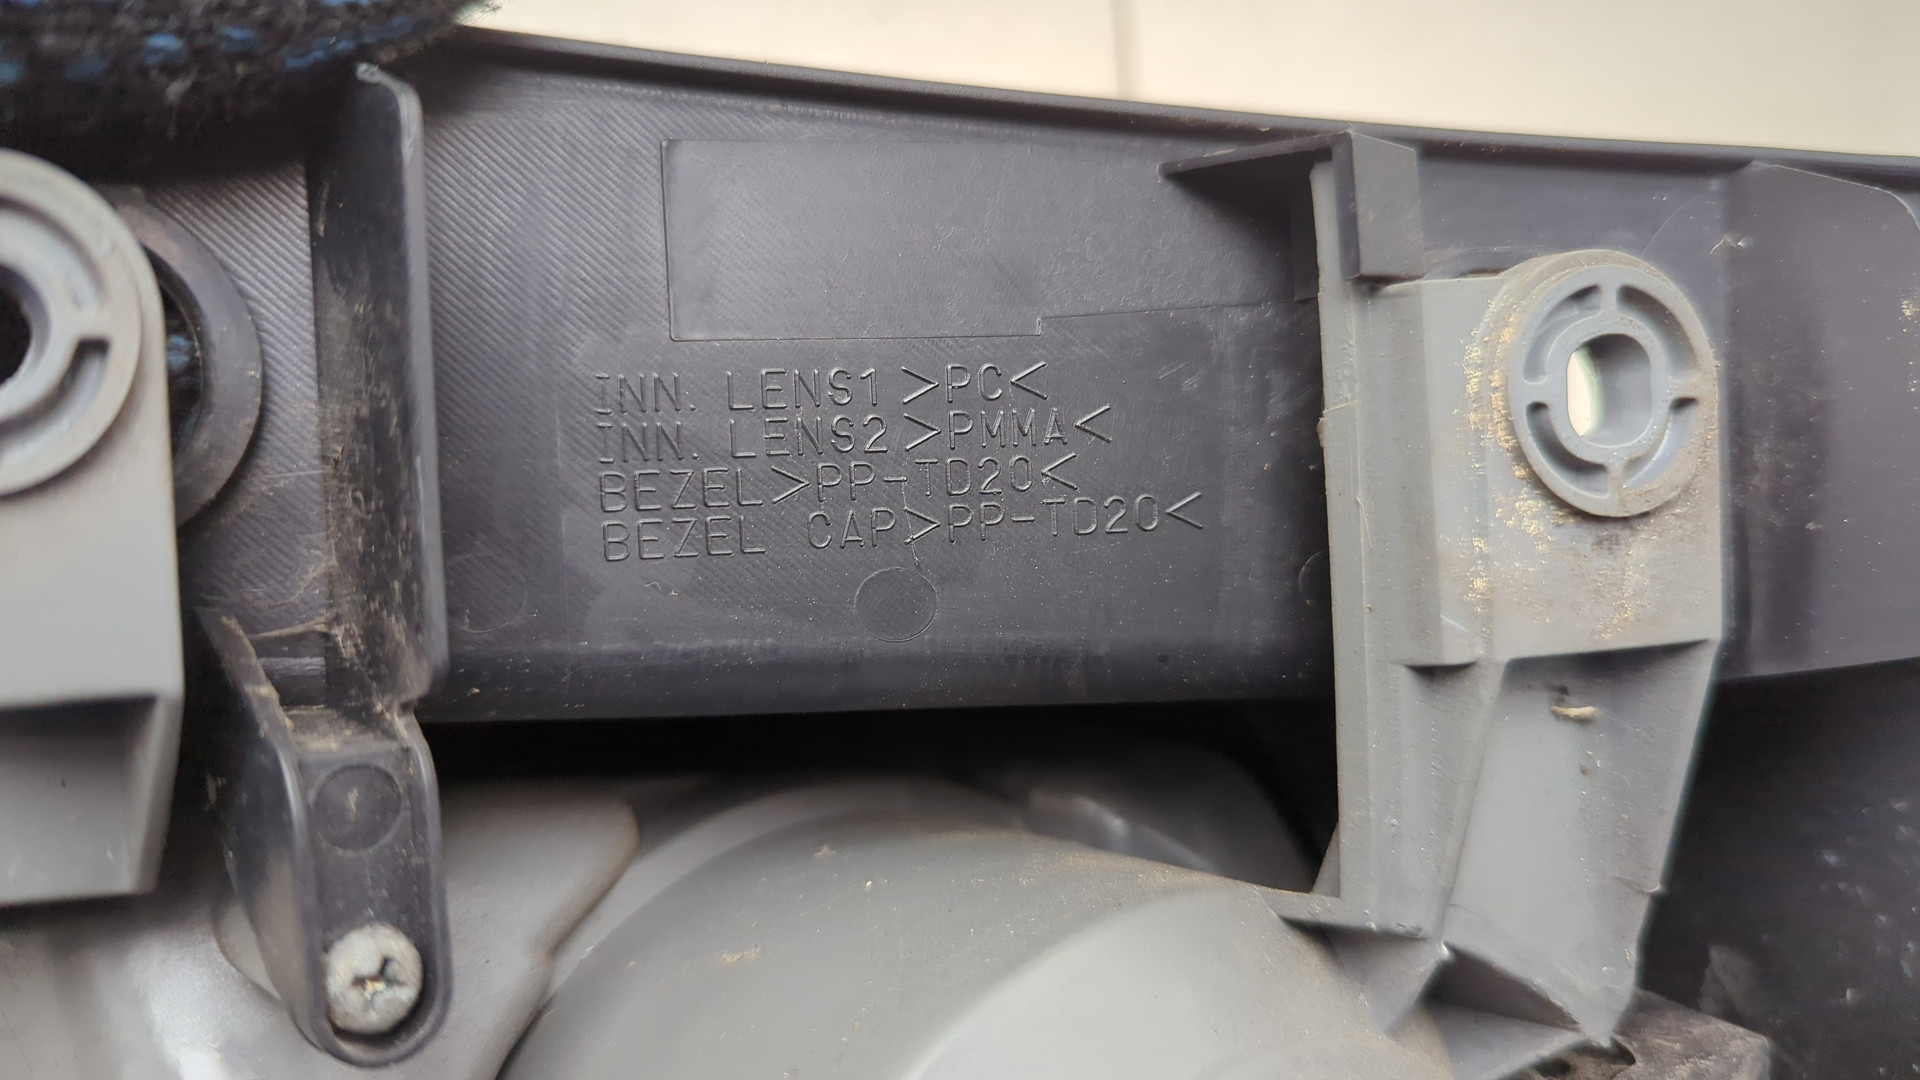 INN. LENS1 >PC<
INN. LENS2 >PMMA<
BEZEL>PP-TD20<
BEZEL CAP>PP-TD20<